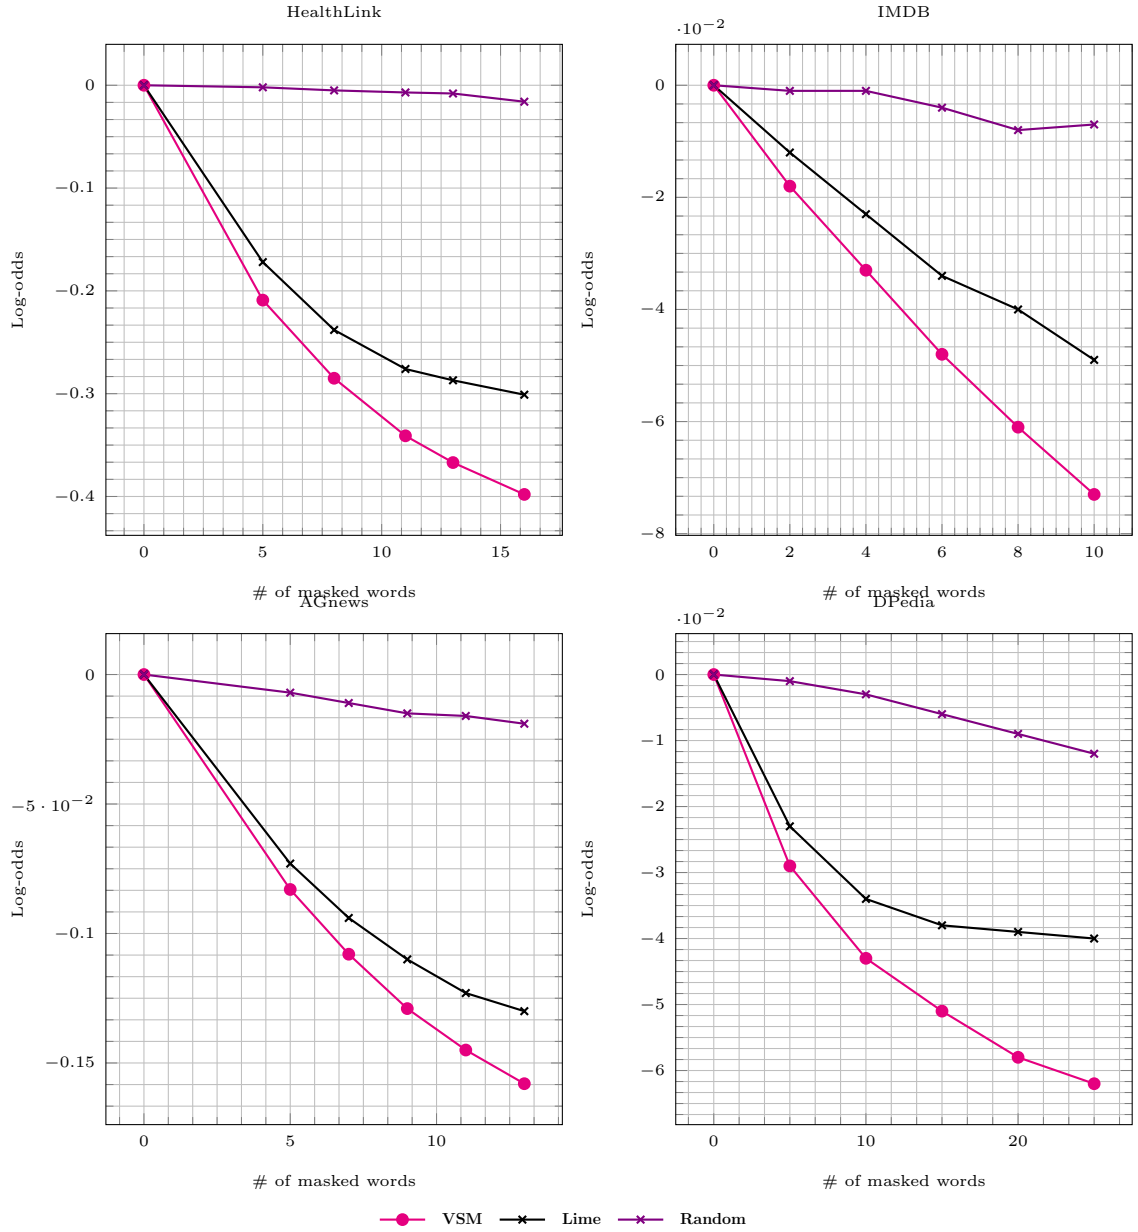 HealthLink
0
−0.1
−0.2
−0.3
−0.4
Log-odds
0 5 10 15
# of masked words
IMDB
·10−2
0
−2
−4
−6
−8
Log-odds
0 2 4 6 8 10
# of masked words
AGnews
0
−5 · 10−2
−0.1
−0.15
Log-odds
0 5 10
# of masked words
DPedia
·10−2
0
−1
−2
−3
−4
−5
−6
Log-odds
0 10 20
# of masked words
VSM Lime Random